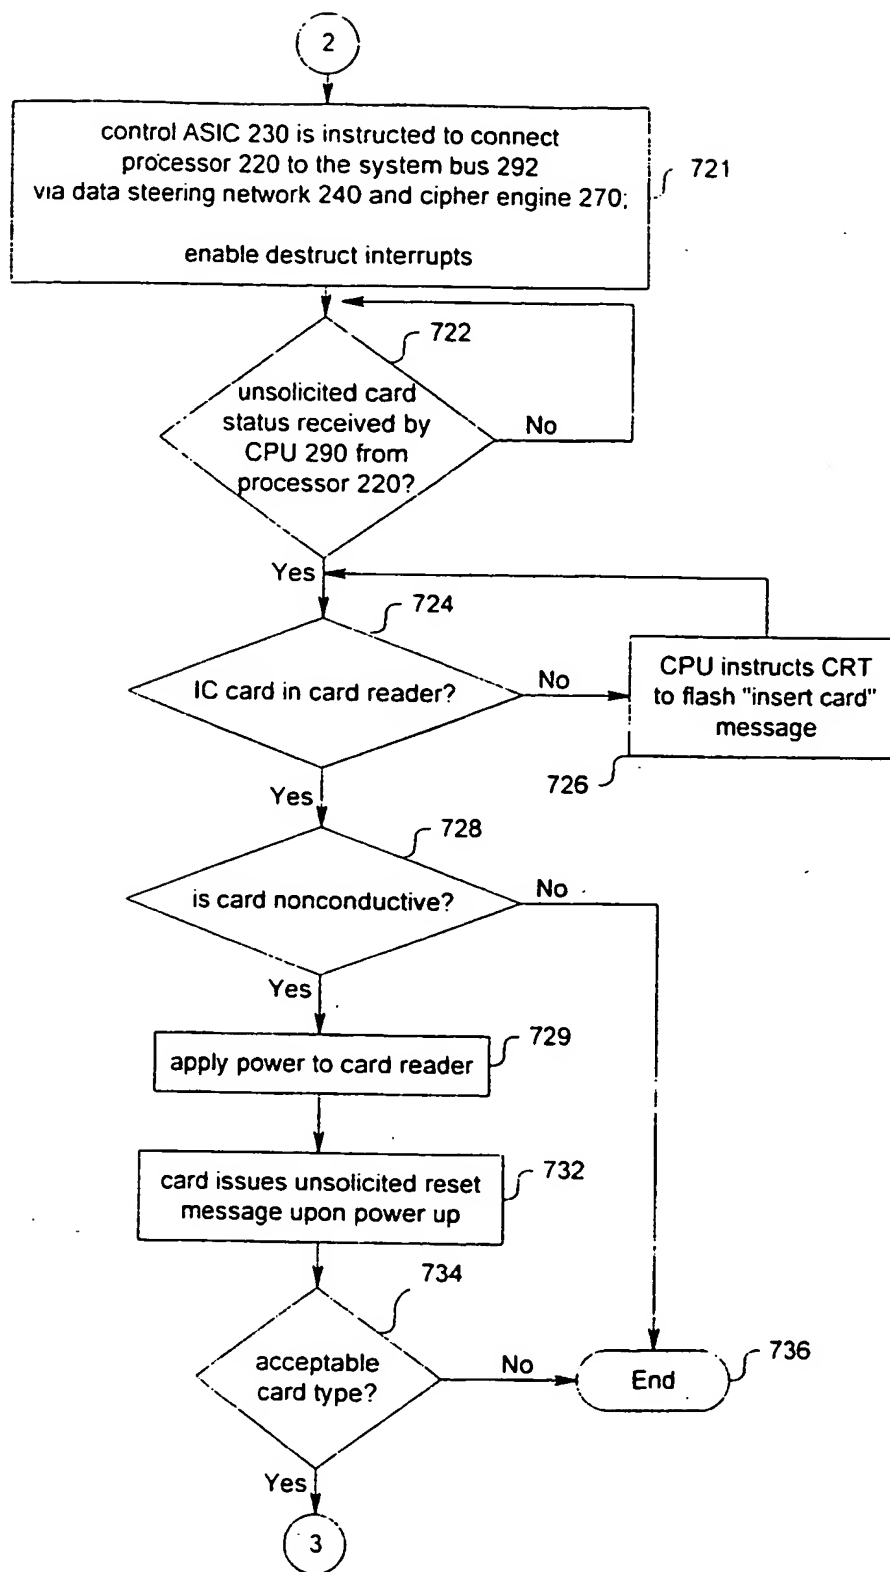 2
control ASIC 230 is instructed to connect
processor 220 to the system bus 292
via data steering network 240 and cipher engine 270;
enable destruct interrupts
721
722
unsolicited card
status received by
CPU 290 from
processor 220?
No
Yes
724
IC card in card reader?
No
CPU instructs CRT
to flash "insert card"
message
726
Yes
728
is card nonconductive?
No
Yes
729
apply power to card reader
732
card issues unsolicited reset
message upon power up
734
acceptable
card type?
No
End
736
Yes
3